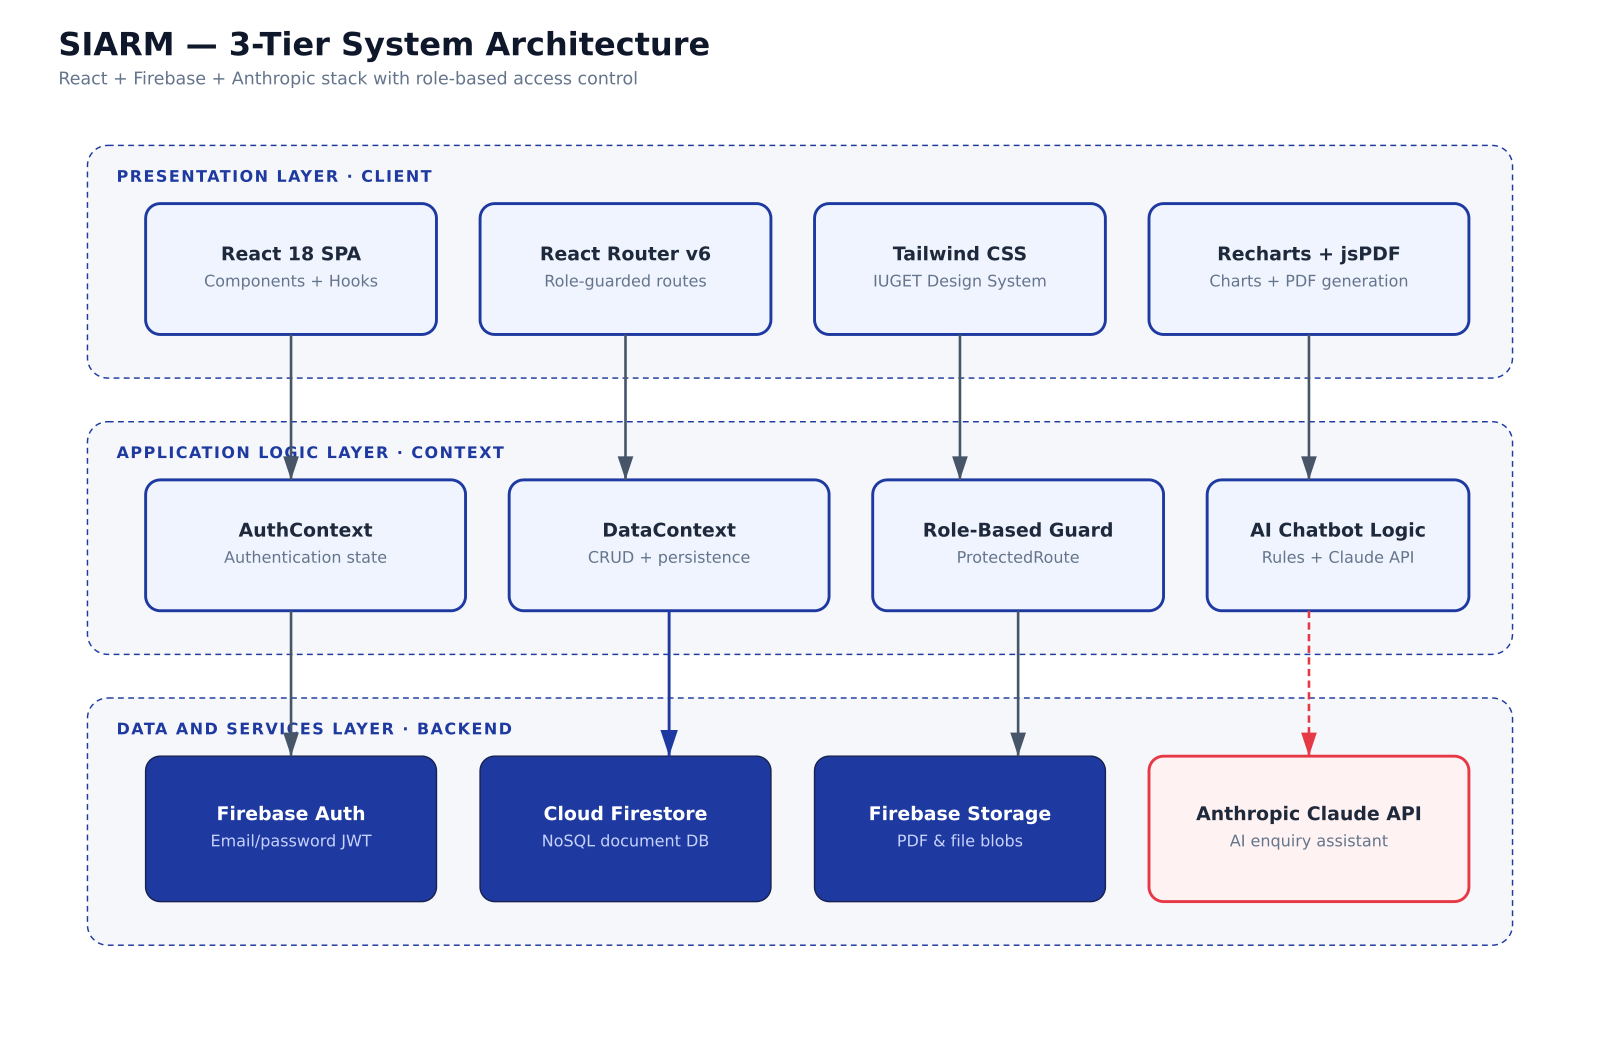 SIARM — 3-Tier System Architecture
React + Firebase + Anthropic stack with role-based access control
PRESENTATION LAYER · CLIENT
React 18 SPA
Components + Hooks
React Router v6
Role-guarded routes
Tailwind CSS
IUGET Design System
Recharts + jsPDF
Charts + PDF generation
APPLICATION LOGIC LAYER · CONTEXT
AuthContext
Authentication state
DataContext
CRUD + persistence
Role-Based Guard
ProtectedRoute
AI Chatbot Logic
Rules + Claude API
DATA AND SERVICES LAYER · BACKEND
Firebase Auth
Email/password JWT
Cloud Firestore
NoSQL document DB
Firebase Storage
PDF & file blobs
Anthropic Claude API
AI enquiry assistant